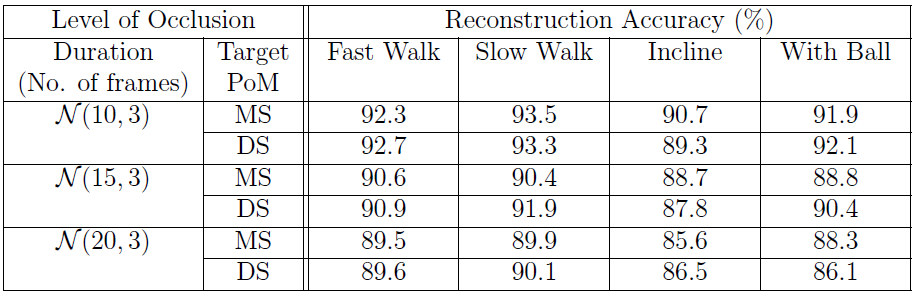 Level of Occlusion Reconstruction Accuracy (%)
Duration Target Fast Walk Slow Walk Incline With Ball
(No. of frames) PoM
𝒩(10, 3) MS 92.3 93.5 90.7 91.9
DS 92.7 93.3 89.3 92.1
𝒩(15, 3) MS 90.6 90.4 88.7 88.8
DS 90.9 91.9 87.8 90.4
𝒩(20, 3) MS 89.5 89.9 85.6 88.3
DS 89.6 90.1 86.5 86.1